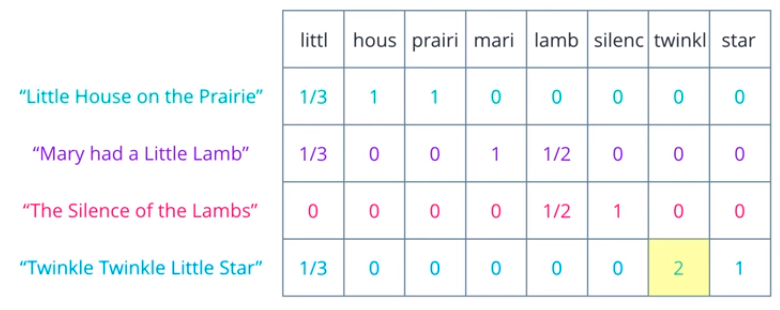 littl hous prairi mari lamb silenc twinkl star
“Little House on the Prairie” 1/3 1 1 0 0 0 0 0
“Mary had a Little Lamb” 1/3 0 0 1 1/2 0 0 0
“The Silence of the Lambs” 0 0 0 0 1/2 1 0 0
“Twinkle Twinkle Little Star” 1/3 0 0 0 0 0 2 1